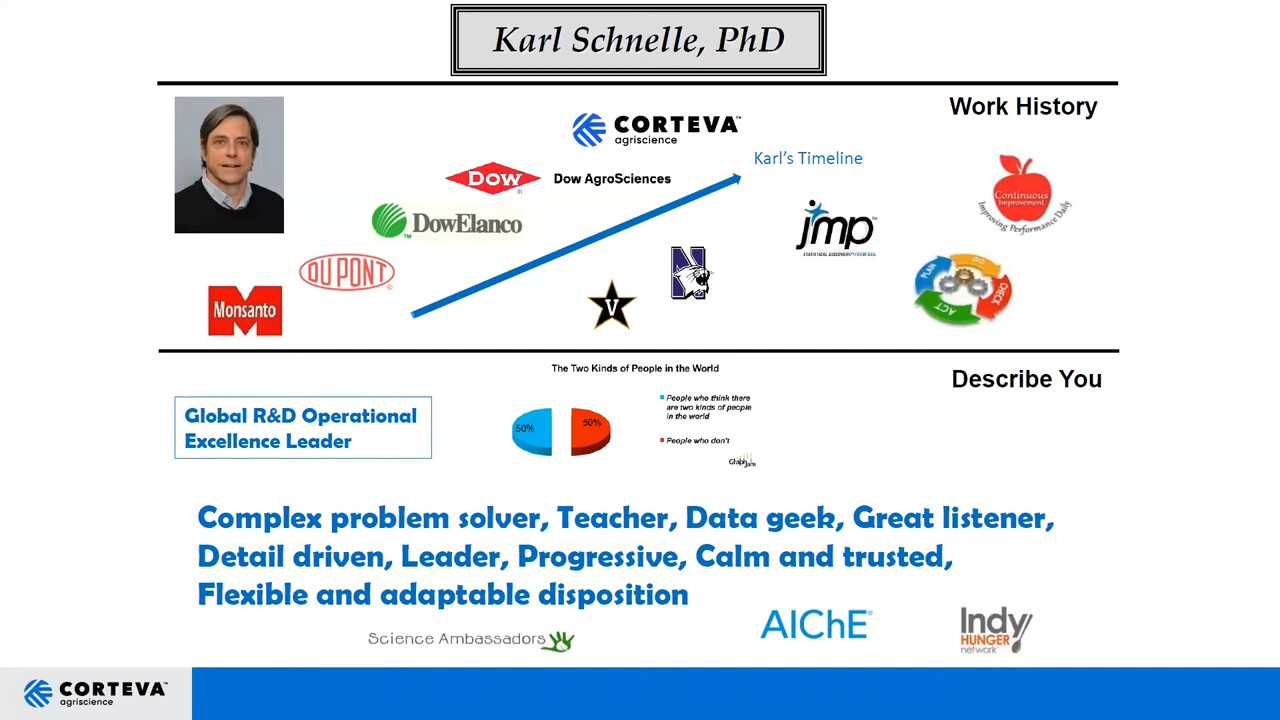 Karl Schnelle, PhD
Work History
CORTEVA™
agriscience
Karl's Timeline
DOW
Dow AgroSciences
DowElanco
DUPONT
Monsanto
V
N
jmp
Continuous
Improvement
Improving Performance Daily
PLAN
DO
CHECK
ACT
The Two Kinds of People in the World
Describe You
Global R&D Operational
Excellence Leader
50%
50%
People who think there
are two kinds of people
in the world
People who don't
GraphJam
Complex problem solver, Teacher, Data geek, Great listener,
Detail driven, Leader, Progressive, Calm and trusted,
Flexible and adaptable disposition
Science Ambassadors
AIChE®
Indy
HUNGER
network
CORTEVA™
agriscience